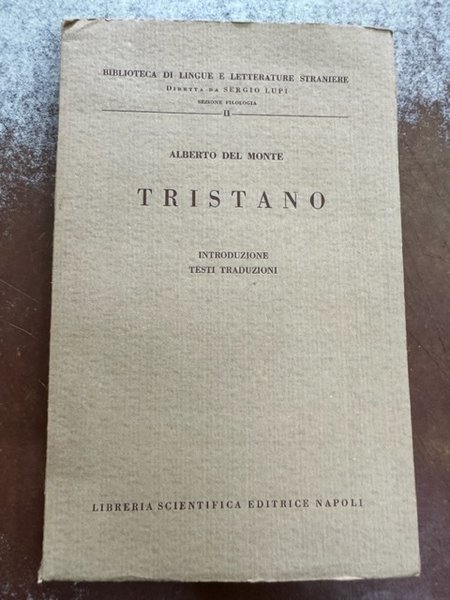 BIBLIOTECA DI LINGUE E LETTERATURE STRANIERE
DIRETTA DA SERGIO LUPI
SEZIONE FILOLOGIA
II
ALBERTO DEL MONTE
TRISTANO
INTRODUZIONE
TESTI TRADUZIONI
LIBRERIA SCIENTIFICA EDITRICE NAPOLI